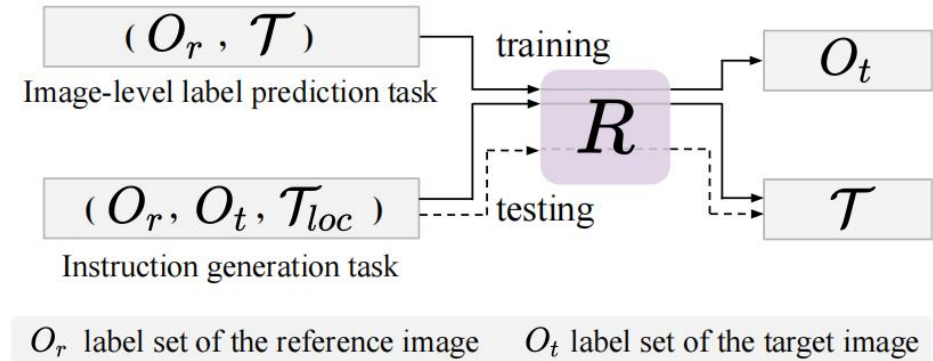 ( O_r , 𝒯 )
training
O_t
Image-level label prediction task
R
( O_r, O_t, 𝒯_loc )
testing
𝒯
Instruction generation task
O_r label set of the reference image O_t label set of the target image